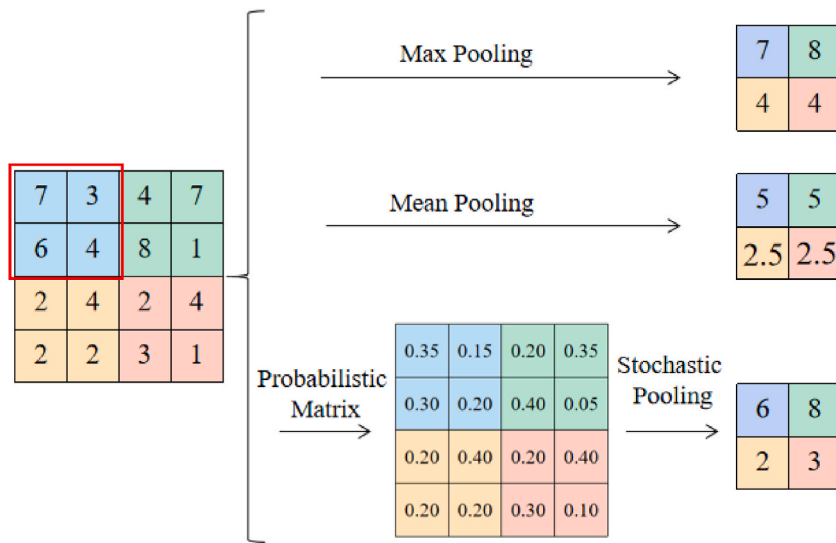 Max Pooling
7 8
4 4
7 3 4 7
6 4 8 1
2 4 2 4
2 2 3 1
Mean Pooling
5 5
2.5 2.5
Probabilistic
Matrix
0.35 0.15 0.20 0.35
0.30 0.20 0.40 0.05
0.20 0.40 0.20 0.40
0.20 0.20 0.30 0.10
Stochastic
Pooling
6 8
2 3